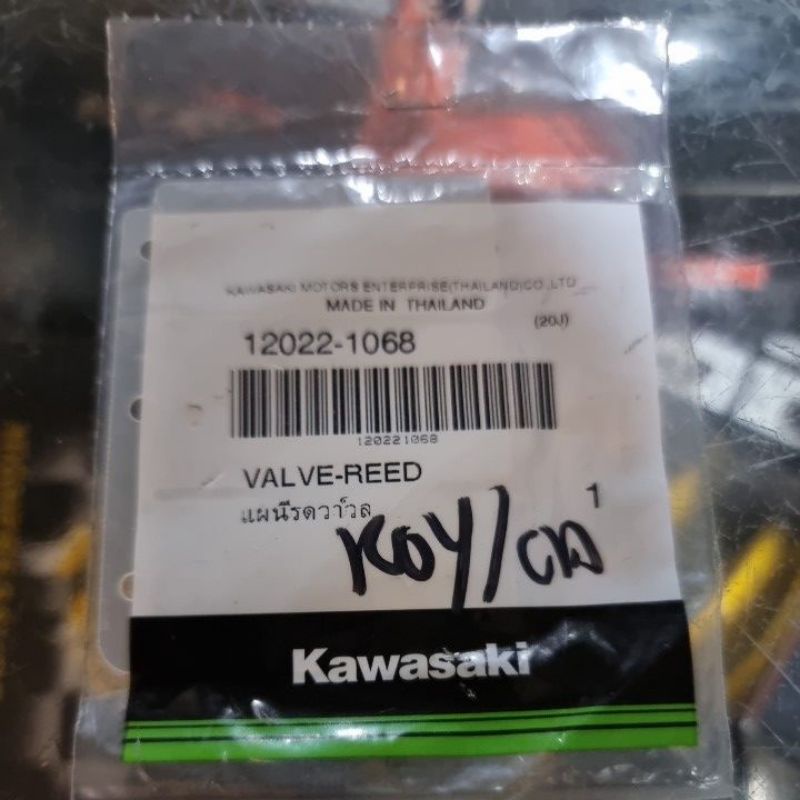 KAWASAKI MOTORS ENTERPRISE(THAILAND)CO.,LTD
MADE IN THAILAND
(20J)
12022-1068
120221068
VALVE-REED
แผ่นรีดวาว์ล
1
Kawasaki